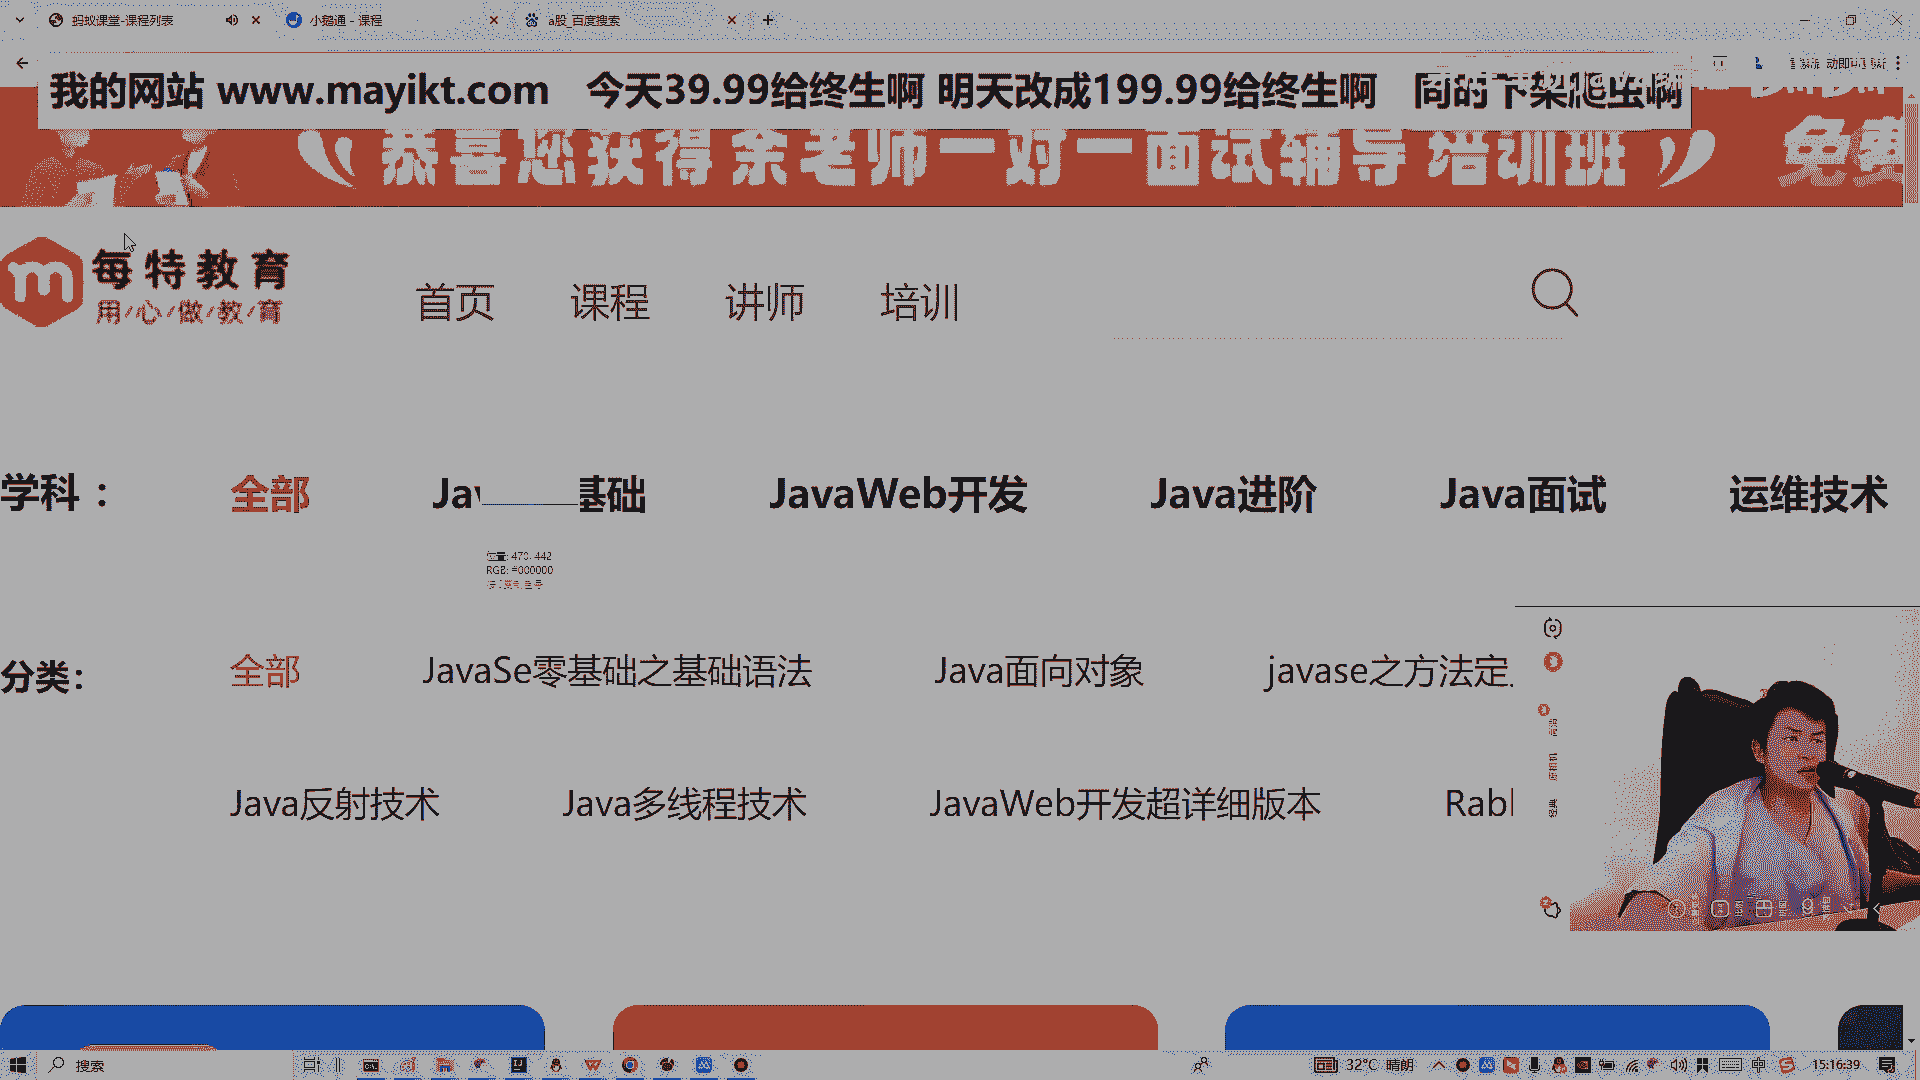 蚂蚁课堂-课程列表
小鹅通 - 课程
a股_百度搜索
我的网站 www.mayikt.com 今天39.99给终生啊 明天改成199.99给终生啊 同时下架爬虫啊
恭喜您获得 余老师一对一面试辅导 培训班 免费
每特教育
用/心/做/教/育
首页 课程 讲师 培训
学科： 全部 Jav 基础 JavaWeb开发 Java进阶 Java面试 运维技术
位置: 470, 442
RGB: #000000
分类: 全部 JavaSe零基础之基础语法 Java面向对象 javase之方法定
Java反射技术 Java多线程技术 JavaWeb开发超详细版本 Rabl
搜索
32°C 晴朗
中
15:16:39